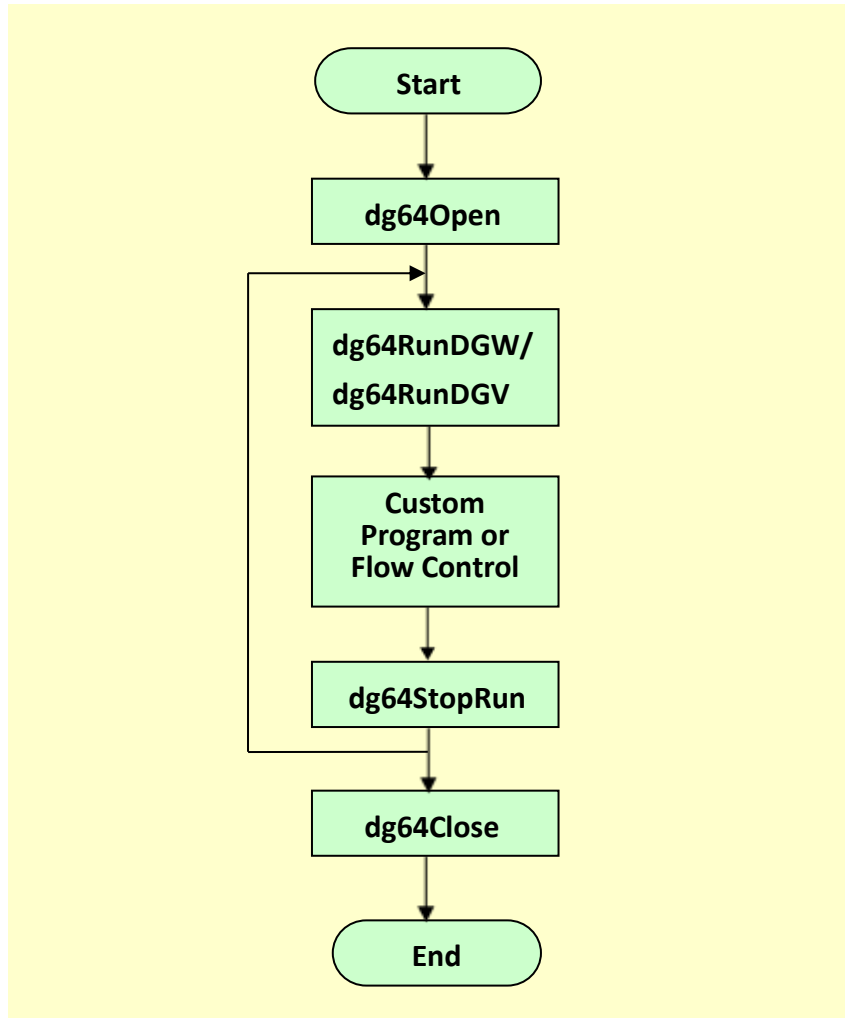 Start
dg64Open
dg64RunDGW/
dg64RunDGV
Custom
Program or
Flow Control
dg64StopRun
dg64Close
End